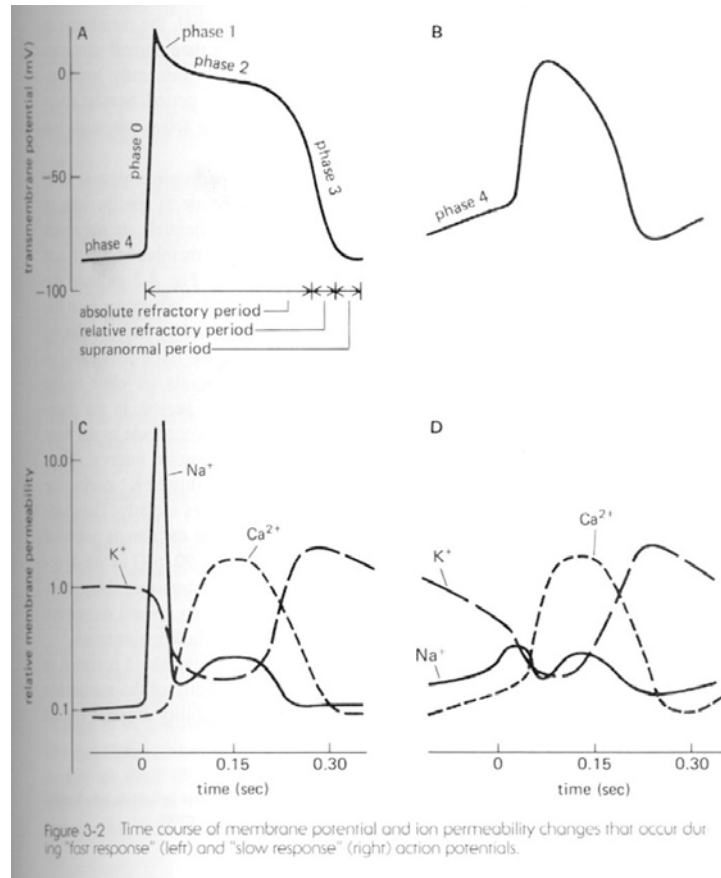 A
phase 1
phase 2
phase 0
phase 3
phase 4
transmembrane potential (mV)
0
−50
−100
absolute refractory period
relative refractory period
supranormal period
B
phase 4
C
relative membrane permeability
10.0
1.0
0.1
Na⁺
K⁺
Ca²⁺
0
0.15
0.30
time (sec)
D
K⁺
Ca²⁺
Na⁺
0
0.15
0.30
time (sec)
Figure 3-2 Time course of membrane potential and ion permeability changes that occur dur-
ing "fast response" (left) and "slow response" (right) action potentials.